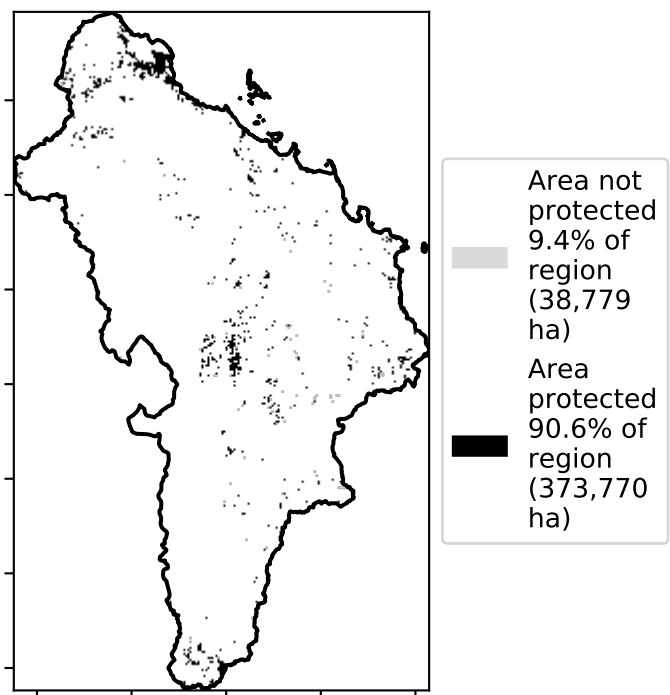 Area not
protected
9.4% of
region
(38,779
ha)
Area
protected
90.6% of
region
(373,770
ha)